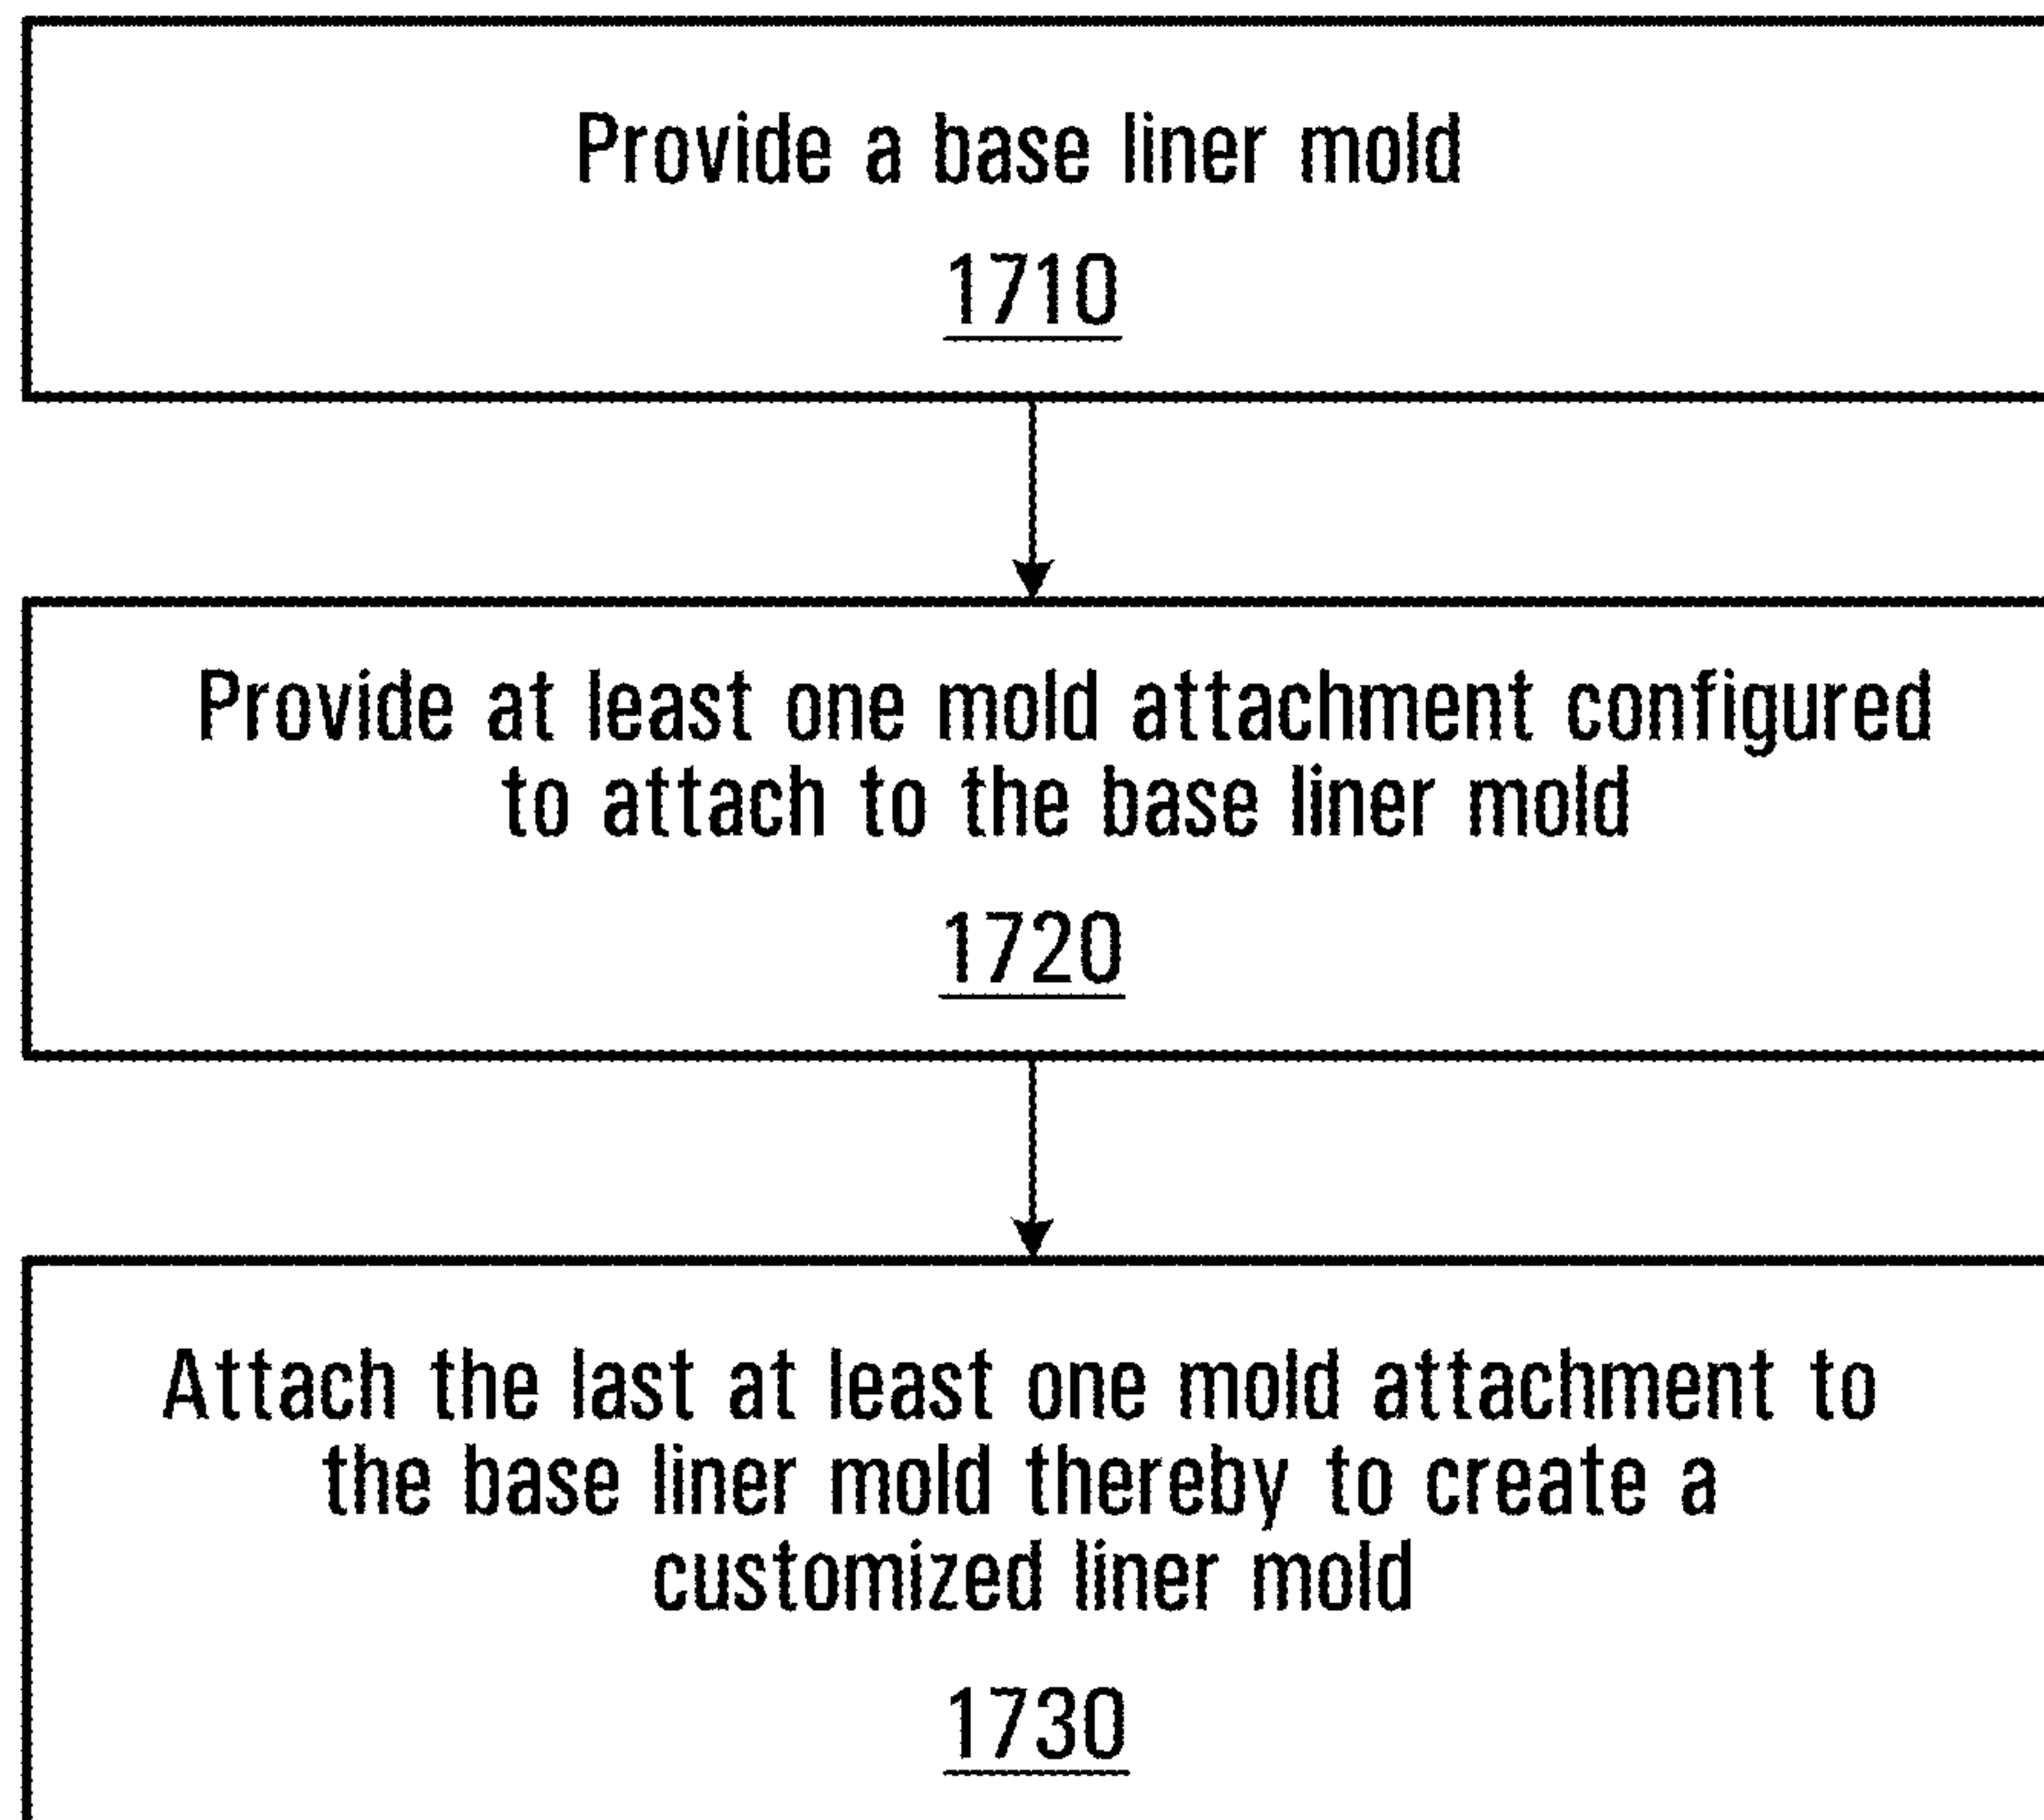 Provide a base liner mold
1710
Provide at least one mold attachment configured
to attach to the base liner mold
1720
Attach the last at least one mold attachment to
the base liner mold thereby to create a
customized liner mold
1730